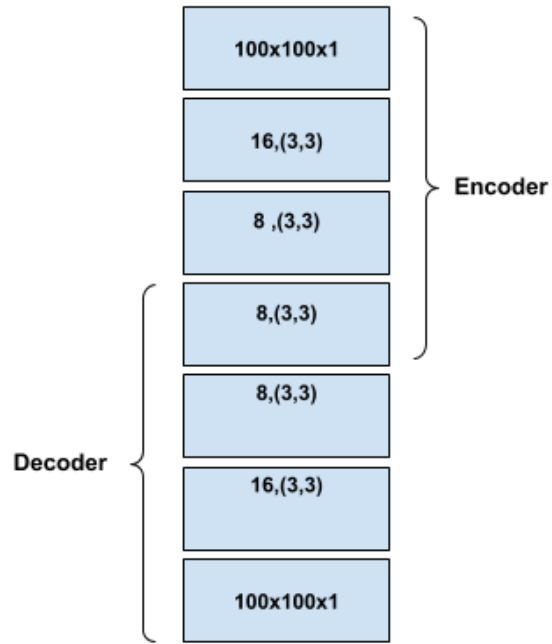 100x100x1
16,(3,3)
Encoder
8 ,(3,3)
8,(3,3)
8,(3,3)
Decoder
16,(3,3)
100x100x1